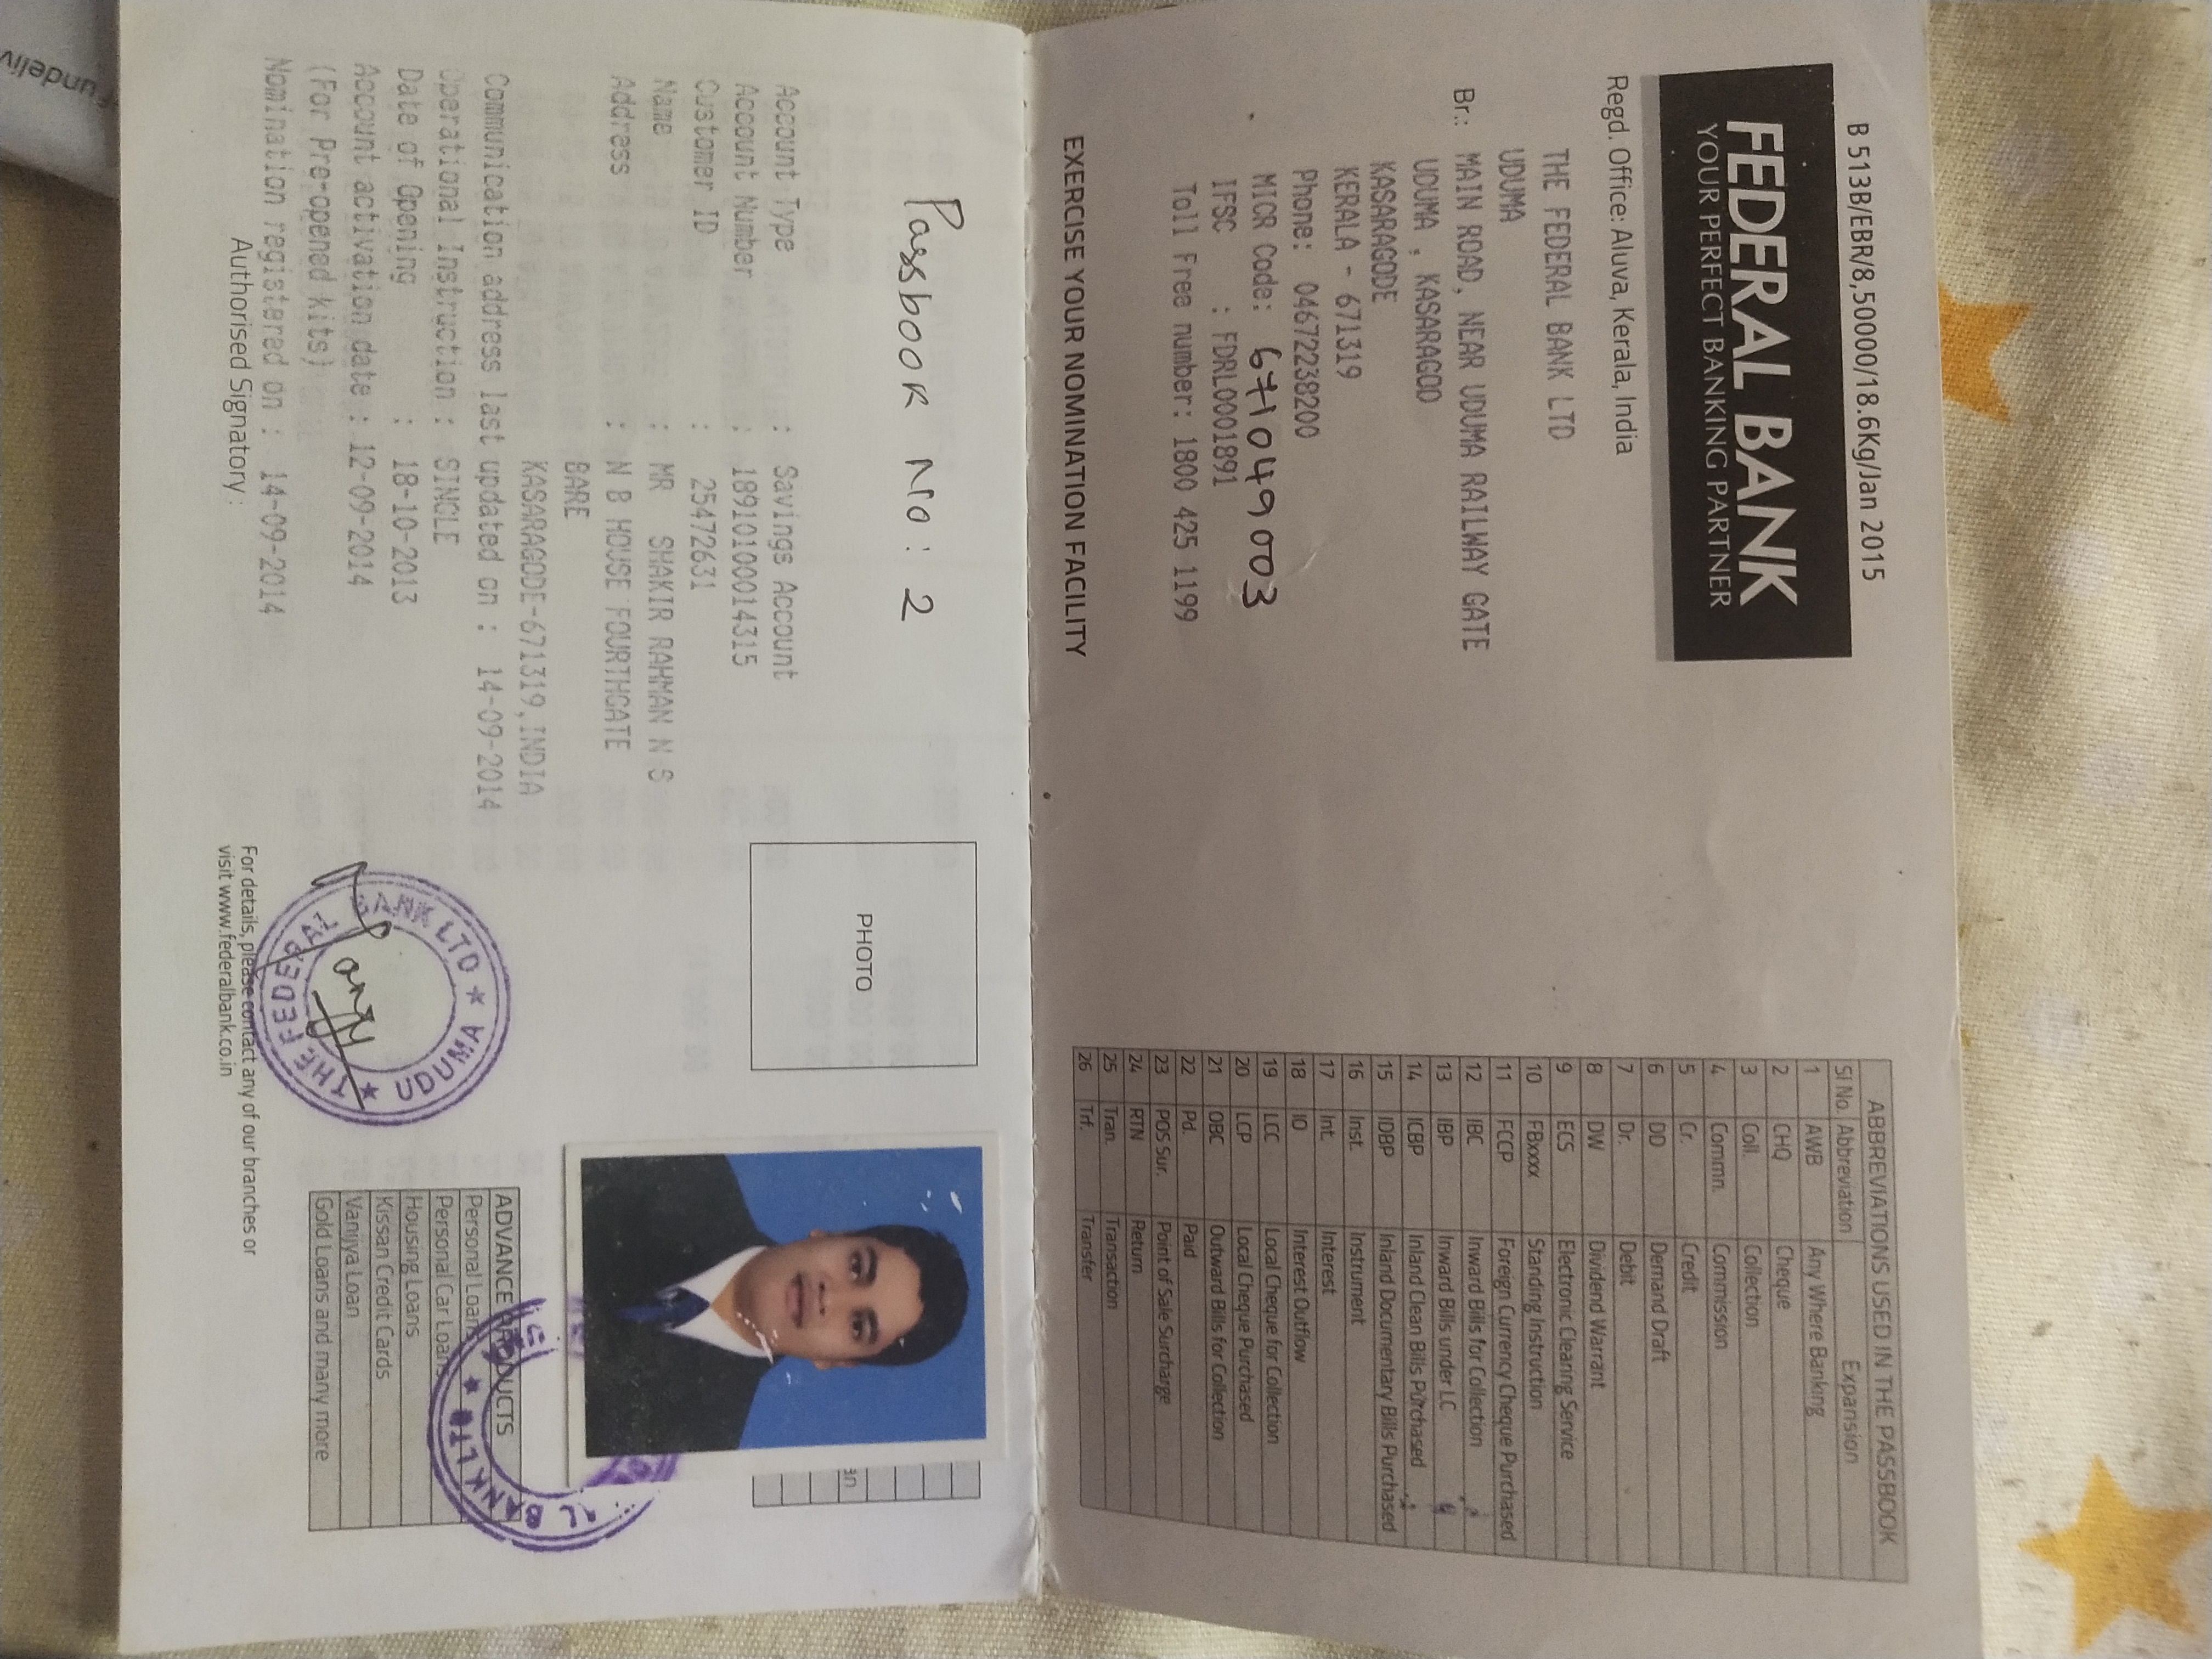 B 513B/EBR/8,50000/18.6Kg/Jan 2015
FEDERAL BANK
YOUR PERFECT BANKING PARTNER
Regd. Office: Aluva, Kerala, India
THE FEDERAL BANK LTD
UDUMA
Br.: MAIN ROAD, NEAR UDUMA RAILWAY GATE
UDUMA , KASARAGOD
KASARAGODE
KERALA - 671319
Phone: 04672238200
MICR Code: 671049003
IFSC : FDRL0001891
Toll Free number: 1800 425 1199
EXERCISE YOUR NOMINATION FACILITY
ABBREVIATIONS USED IN THE PASSBOOK
Sl No. Abbreviation Expansion
1 AWB Any Where Banking
2 CHQ Cheque
3 Coll. Collection
4 Commn. Commission
5 Cr. Credit
6 DD Demand Draft
7 Dr. Debit
8 DW Dividend Warrant
9 ECS Electronic Clearing Service
10 FBxxxx Standing Instruction
11 FCCP Foreign Currency Cheque Purchased
12 IBC Inward Bills for Collection
13 IBP Inward Bills under LC
14 ICBP Inland Clean Bills Purchased
15 IDBP Inland Documentary Bills Purchased
16 Inst. Instrument
17 Int. Interest
18 IO Interest Outflow
19 LCC Local Cheque for Collection
20 LCP Local Cheque Purchased
21 OBC Outward Bills for Collection
22 Pd. Paid
23 POS Sur. Point of Sale Surcharge
24 RTN Return
25 Tran. Transaction
26 Trf. Transfer
Passbook No: 2
PHOTO
Account Type : Savings Account
Account Number : 18910100014315
Customer ID : 25472631
Name : MR SHAKIR RAHMAN N S
Address : N B HOUSE FOURTHGATE
BARE
KASARAGODE-671319,INDIA
Communication address last updated on : 14-09-2014
Operational Instruction : SINGLE
Date of Opening : 18-10-2013
Account activation date : 12-09-2014
(For Pre-opened kits)
Nomination registered on : 14-09-2014
Authorised Signatory :
THE FEDERAL BANK LTD ★ UDUMA ★
ADVANCE PRODUCTS
Personal Loan
Personal Car Loan
Housing Loans
Kissan Credit Cards
Vanijya Loan
Gold Loans and many more
AL BANK LTD ★
For details, please contact any of our branches or
visit www.federalbank.co.in